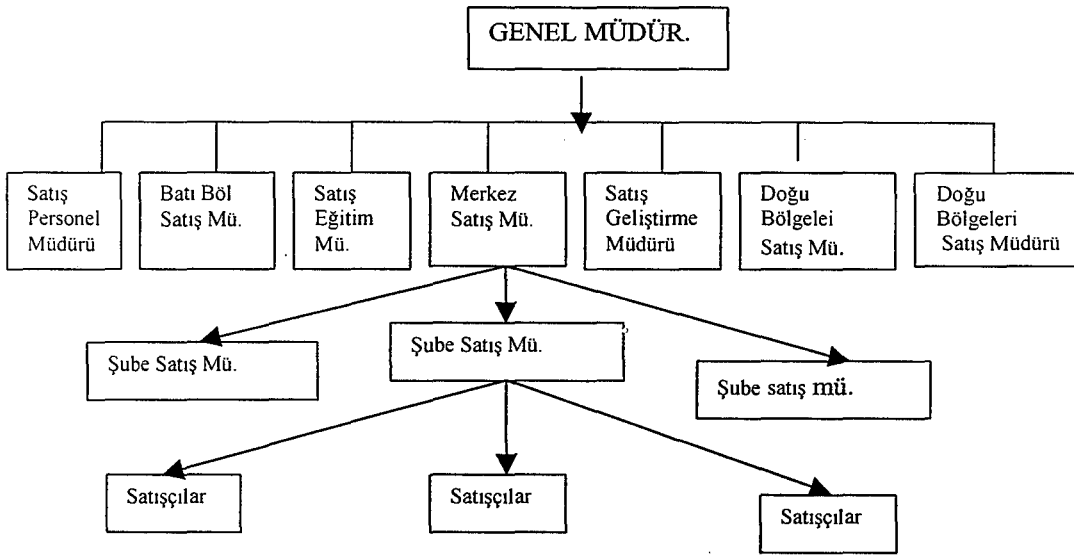 GENEL MÜDÜR.
Satış
Personel
Müdürü
Batı Böl
Satış Mü.
Satış
Eğitim
Mü.
Merkez
Satış Mü.
Satış
Geliştirme
Müdürü
Doğu
Bölgelei
Satış Mü.
Doğu
Bölgeleri
Satış Müdürü
Şube Satış Mü.
Şube Satış Mü.
Şube satış mü.
Satışçılar
Satışçılar
Satışçılar